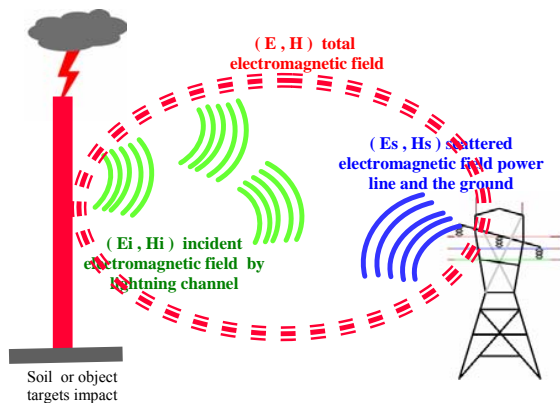 ( E , H )  total
electromagnetic field
( Es , Hs ) scattered
electromagnetic field power
line and the ground
( Ei , Hi )  incident
electromagnetic field  by
lightning channel
Soil  or object
targets impact